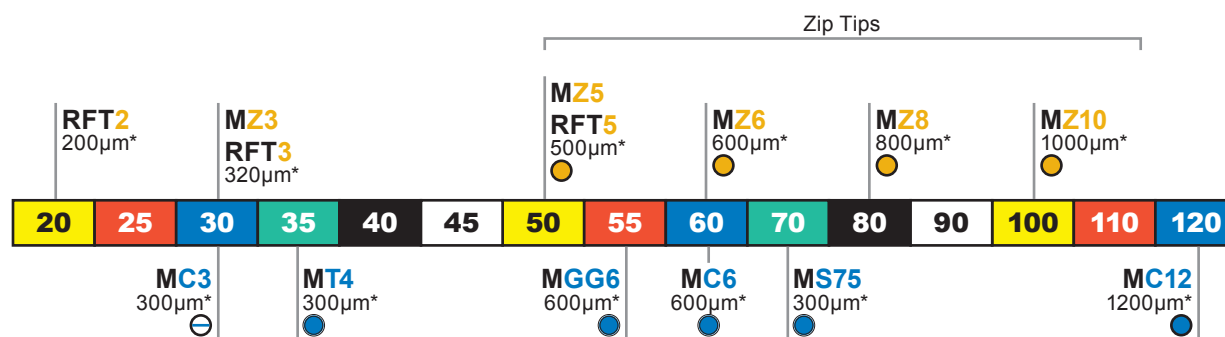 Zip Tips
RFT2
200µm*
MZ3
RFT3
320µm*
MZ5
RFT5
500µm*
MZ6
600µm*
MZ8
800µm*
MZ10
1000µm*
20 25 30 35 40 45 50 55 60 70 80 90 100 110 120
MC3
300µm*
MT4
300µm*
MGG6
600µm*
MC6
600µm*
MS75
300µm*
MC12
1200µm*